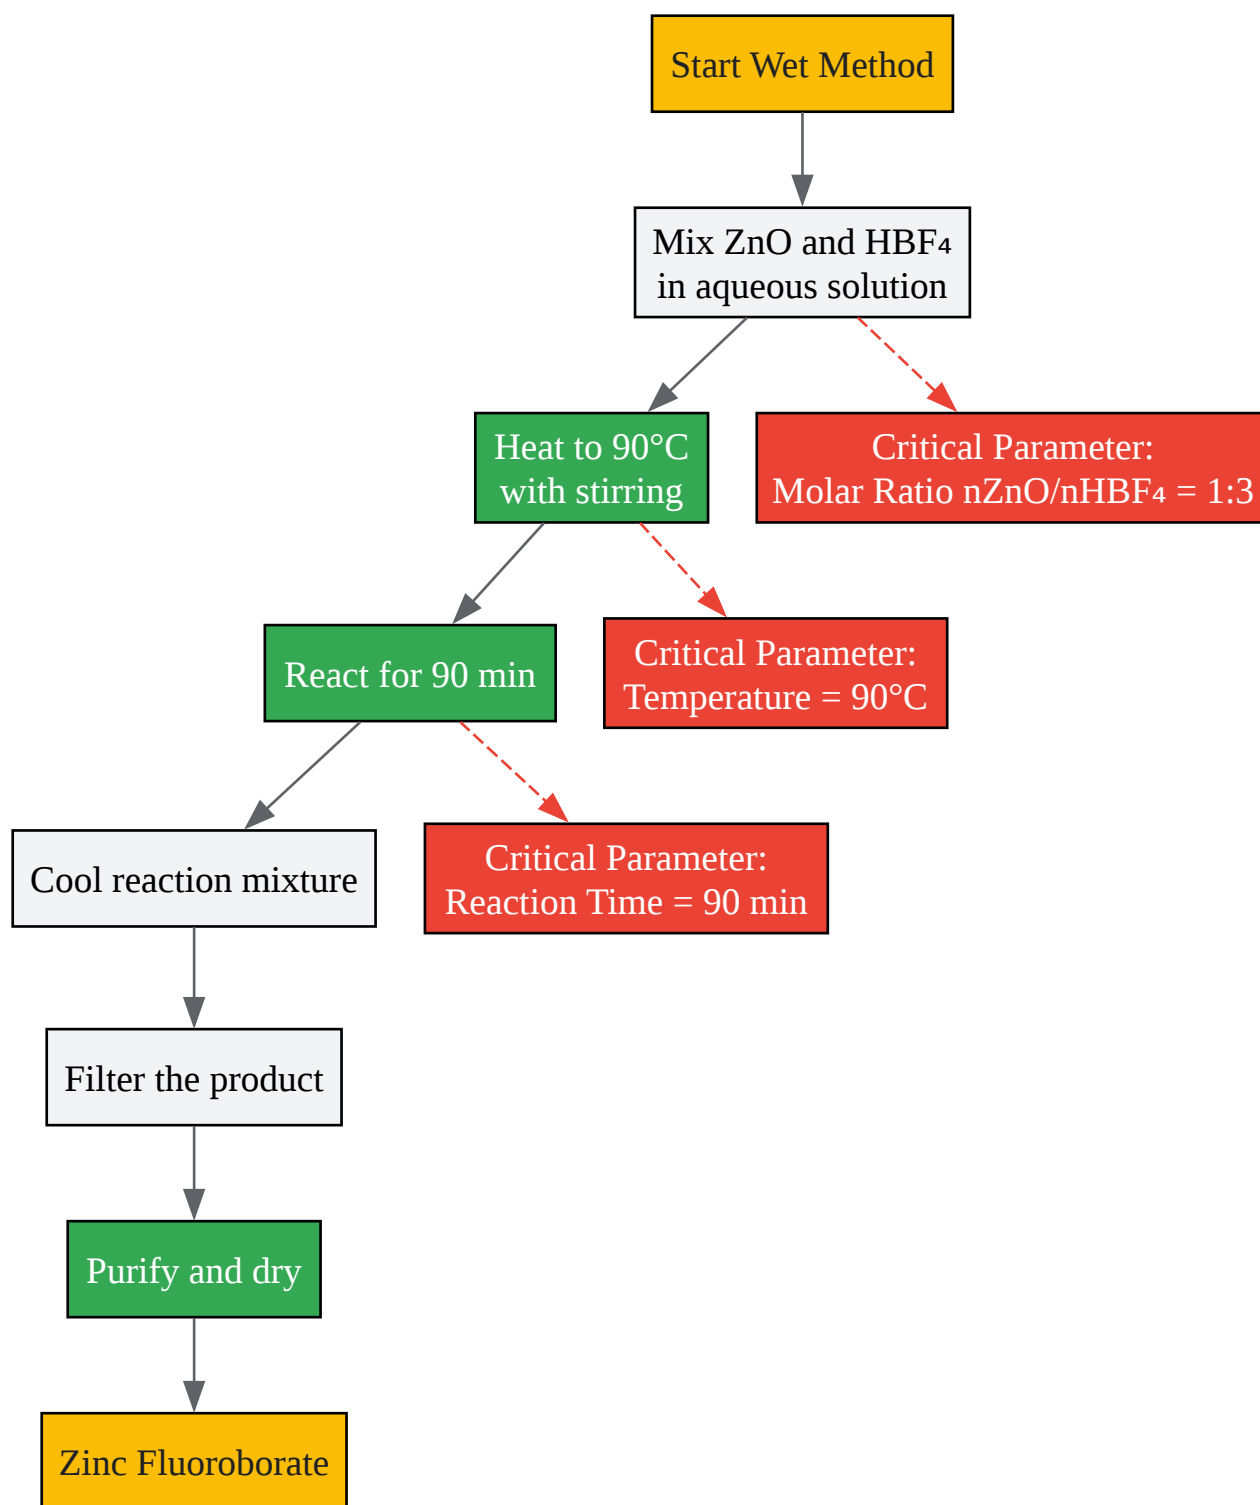 Start Wet Method
Mix ZnO and HBF₄
in aqueous solution
Heat to 90°C
with stirring
Critical Parameter:
Molar Ratio nZnO/nHBF₄ = 1:3
React for 90 min
Critical Parameter:
Temperature = 90°C
Cool reaction mixture
Critical Parameter:
Reaction Time = 90 min
Filter the product
Purify and dry
Zinc Fluoroborate